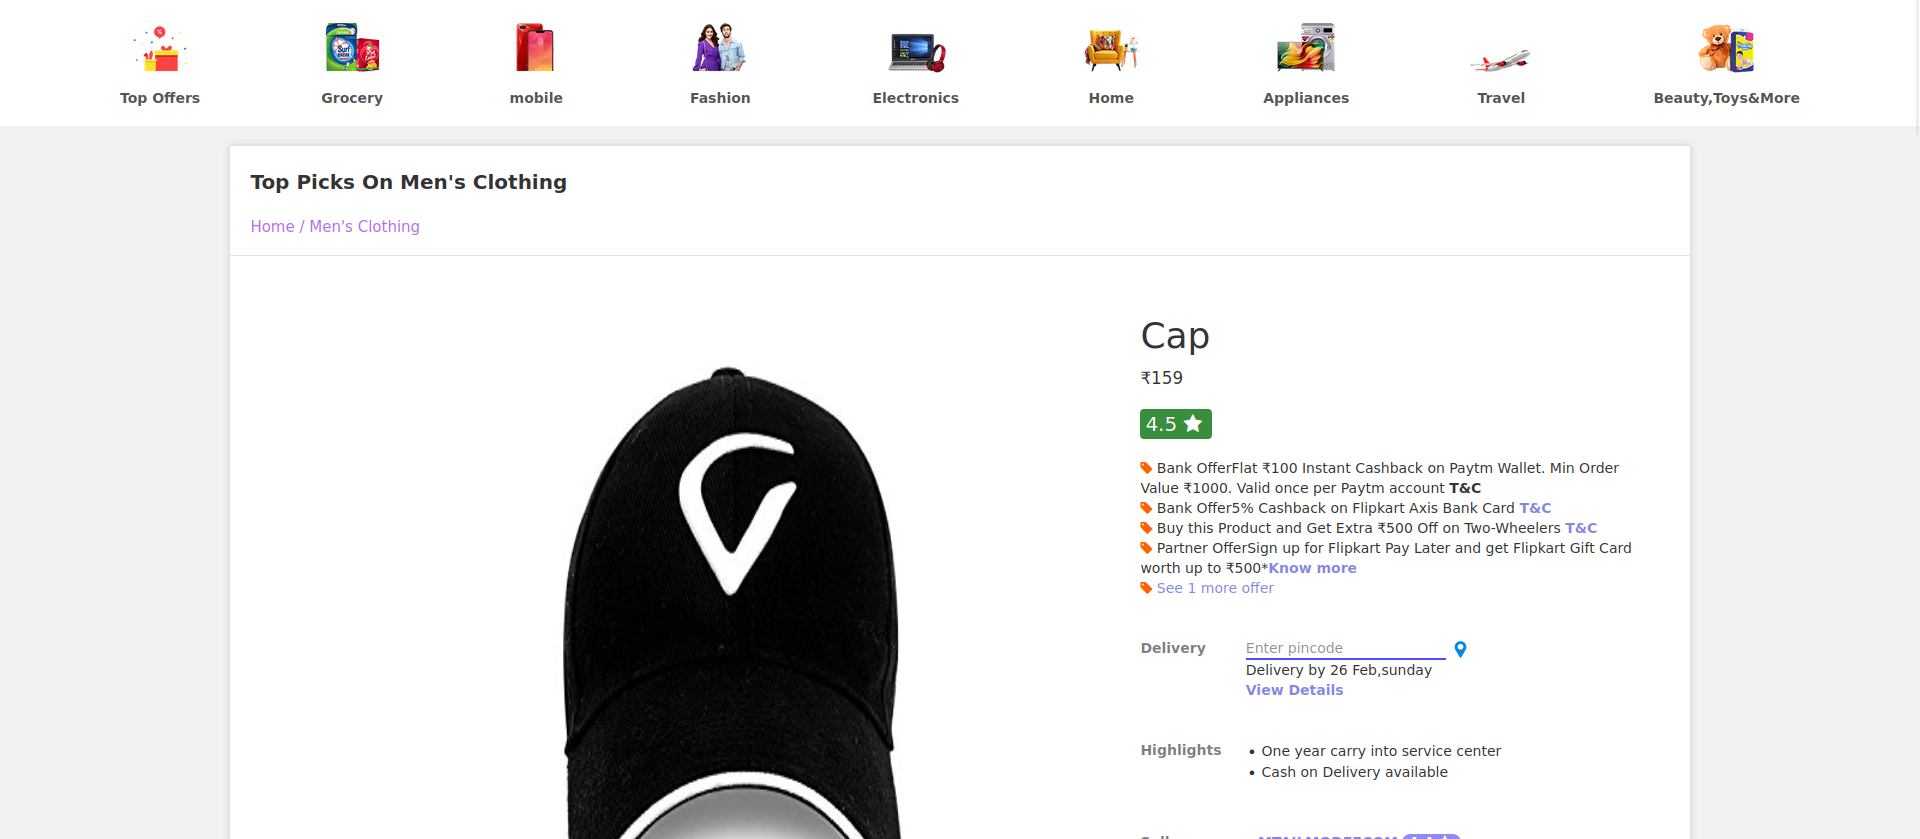 Top Offers
Grocery
mobile
Fashion
Electronics
Home
Appliances
Travel
Beauty,Toys&More
Top Picks On Men's Clothing
Home / Men's Clothing
Cap
₹159
4.5
Bank OfferFlat ₹100 Instant Cashback on Paytm Wallet. Min Order
Value ₹1000. Valid once per Paytm account T&C
Bank Offer5% Cashback on Flipkart Axis Bank Card T&C
Buy this Product and Get Extra ₹500 Off on Two-Wheelers T&C
Partner OfferSign up for Flipkart Pay Later and get Flipkart Gift Card
worth up to ₹500*Know more
See 1 more offer
Delivery
Enter pincode
Delivery by 26 Feb,sunday
View Details
Highlights
• One year carry into service center
• Cash on Delivery available